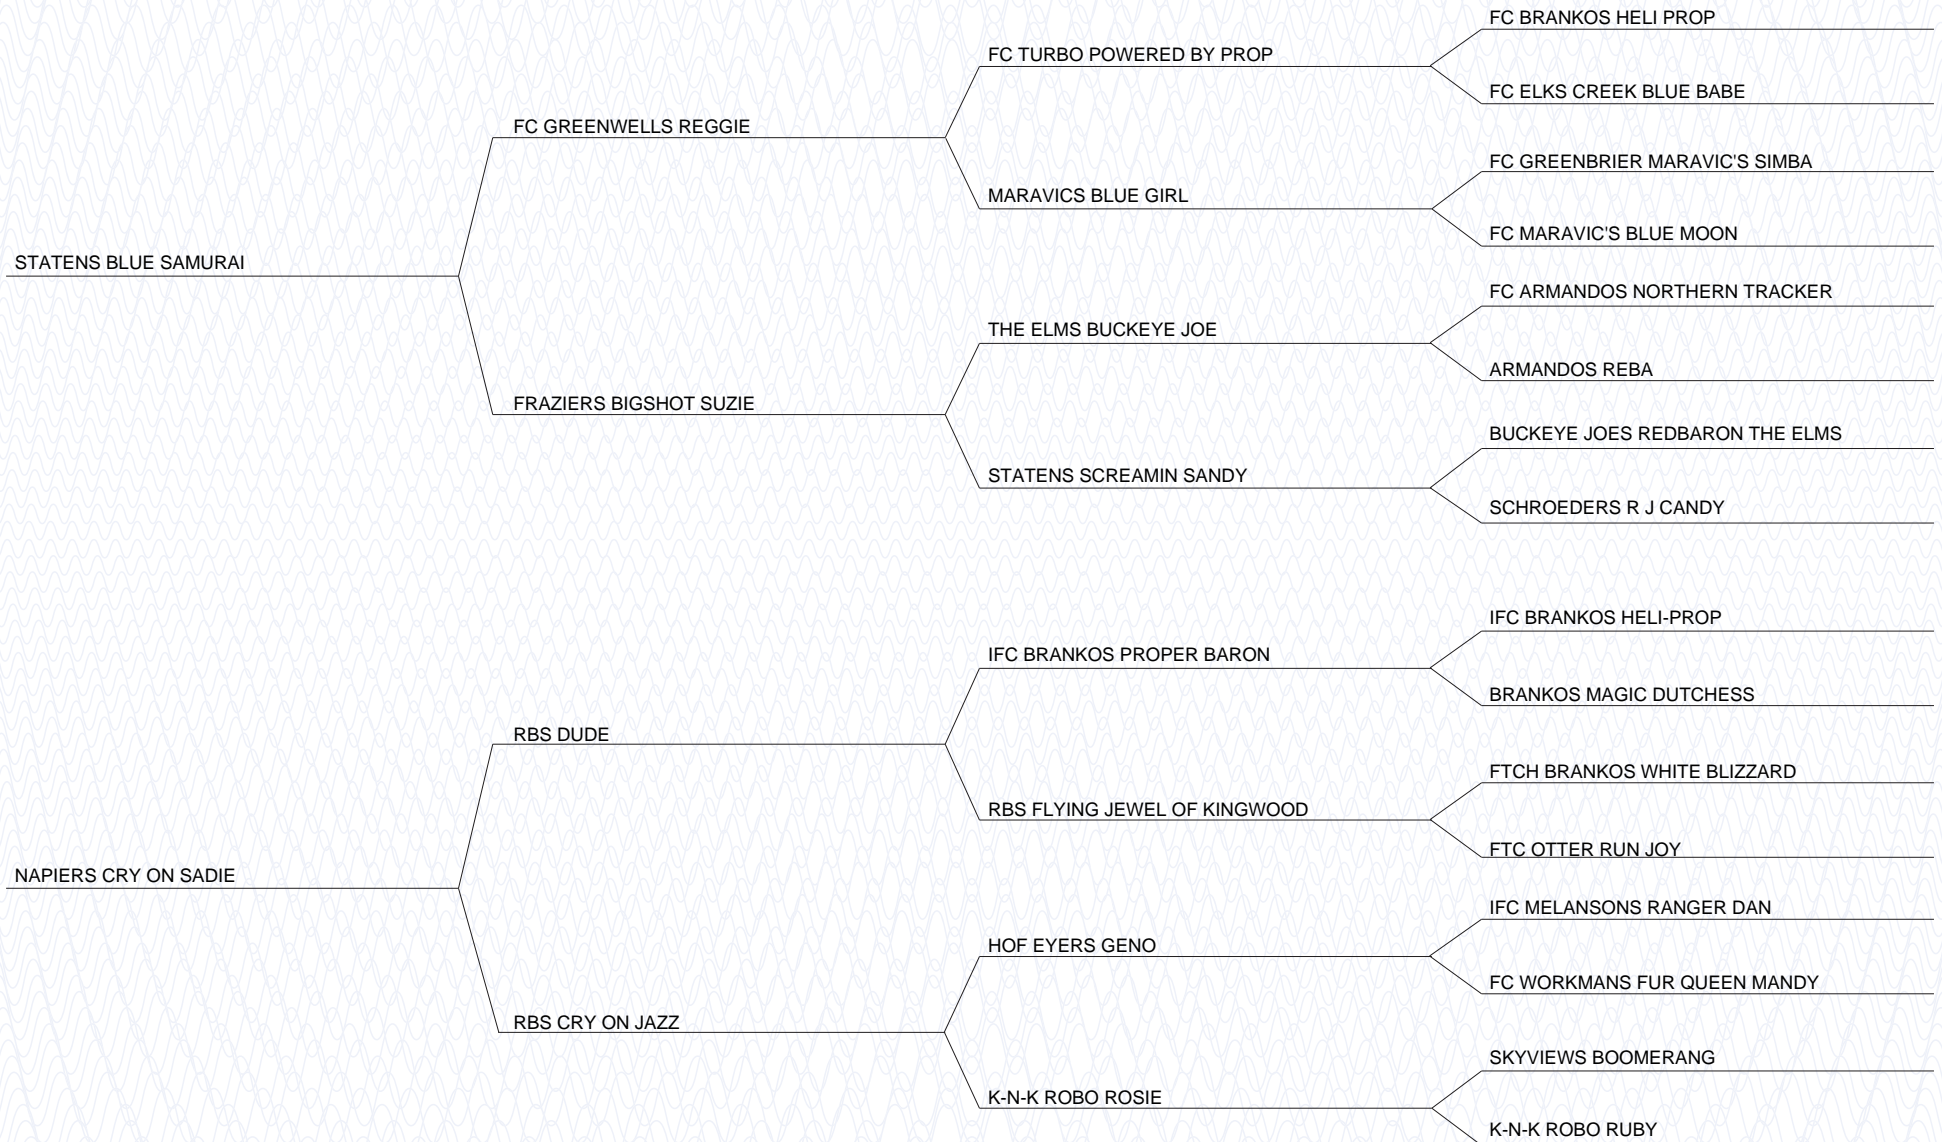 FC BRANKOS HELI PROP
FC TURBO POWERED BY PROP
FC ELKS CREEK BLUE BABE
FC GREENWELLS REGGIE
FC GREENBRIER MARAVIC'S SIMBA
MARAVICS BLUE GIRL
FC MARAVIC'S BLUE MOON
STATENS BLUE SAMURAI
FC ARMANDOS NORTHERN TRACKER
THE ELMS BUCKEYE JOE
ARMANDOS REBA
FRAZIERS BIGSHOT SUZIE
BUCKEYE JOES REDBARON THE ELMS
STATENS SCREAMIN SANDY
SCHROEDERS R J CANDY
IFC BRANKOS HELI-PROP
IFC BRANKOS PROPER BARON
BRANKOS MAGIC DUTCHESS
RBS DUDE
FTCH BRANKOS WHITE BLIZZARD
RBS FLYING JEWEL OF KINGWOOD
FTC OTTER RUN JOY
NAPIERS CRY ON SADIE
IFC MELANSONS RANGER DAN
HOF EYERS GENO
FC WORKMANS FUR QUEEN MANDY
RBS CRY ON JAZZ
SKYVIEWS BOOMERANG
K-N-K ROBO ROSIE
K-N-K ROBO RUBY